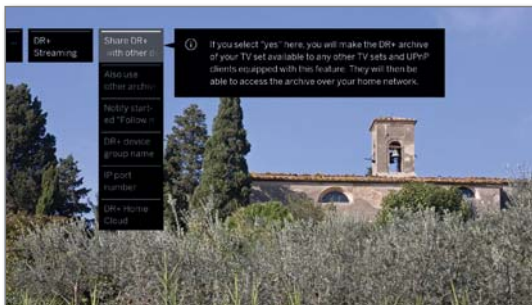 DR+
Streaming
Share DR+
with other d
If you select "yes" here, you will make the DR+ archive
of your TV set available to any other TV sets and UPnP
clients equipped with this feature. They will then be
able to access the archive over your home network.
Also use
other archiv
Notify start-
ed "Follow n
DR+ device
group name
IP port
number
DR+ Home
Cloud